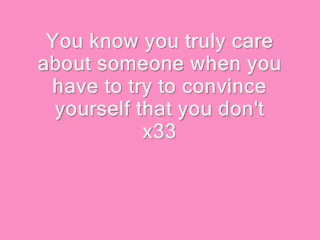 You know you truly care
about someone when you
have to try to convince
yourself that you don't
x33